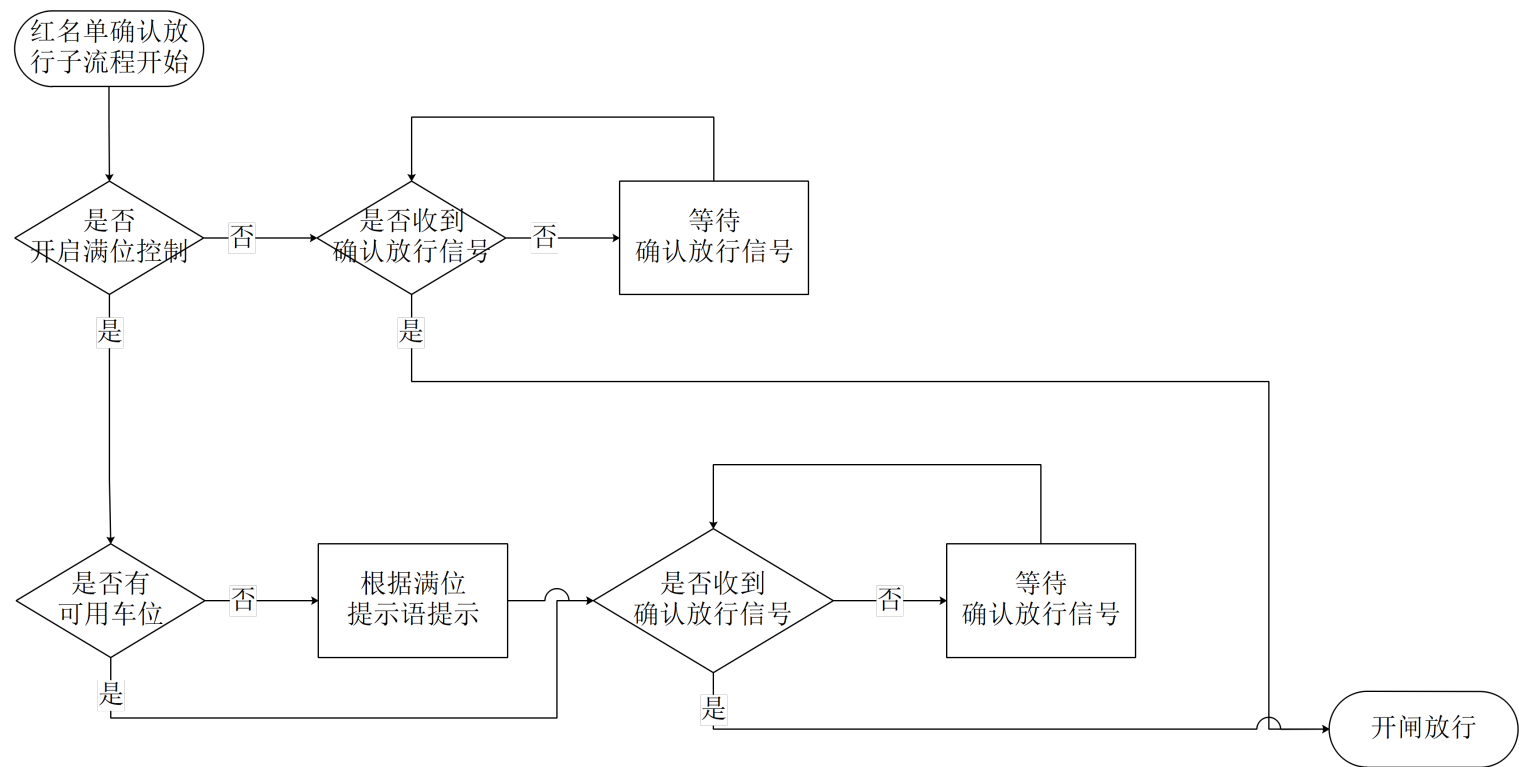 红名单确认放
行子流程开始
是否
开启满位控制
否
是否收到
确认放行信号
否
等待
确认放行信号
是
是
是否有
可用车位
否
根据满位
提示语提示
是否收到
确认放行信号
否
等待
确认放行信号
是
是
开闸放行